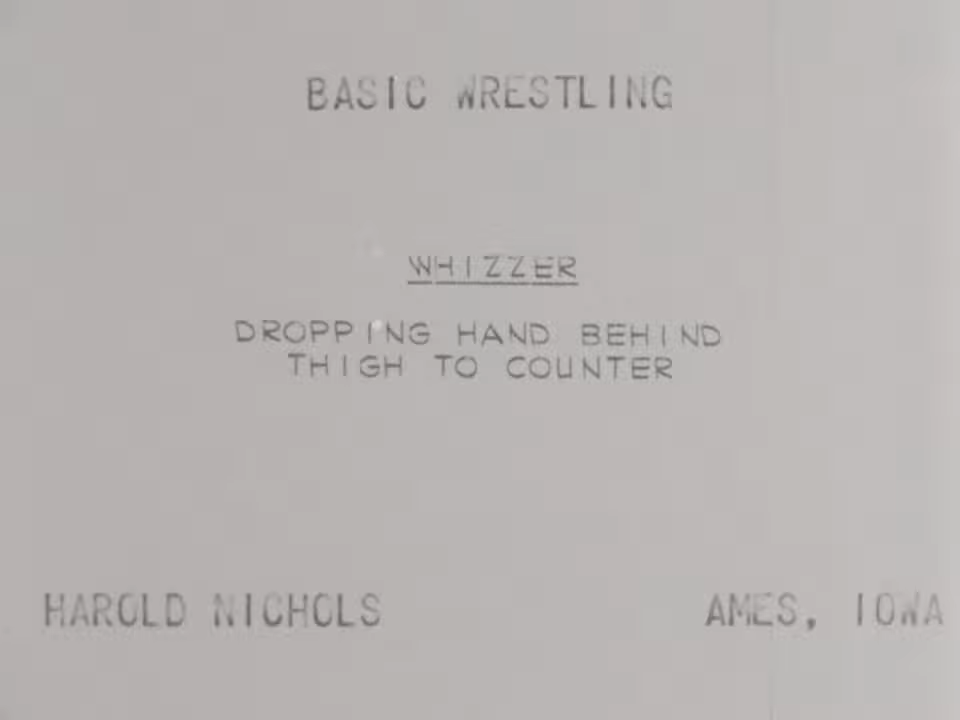 BASIC WRESTLING
WHIZZER
DROPPING HAND BEHIND
THIGH TO COUNTER
HAROLD NICHOLS
AMES, IOWA